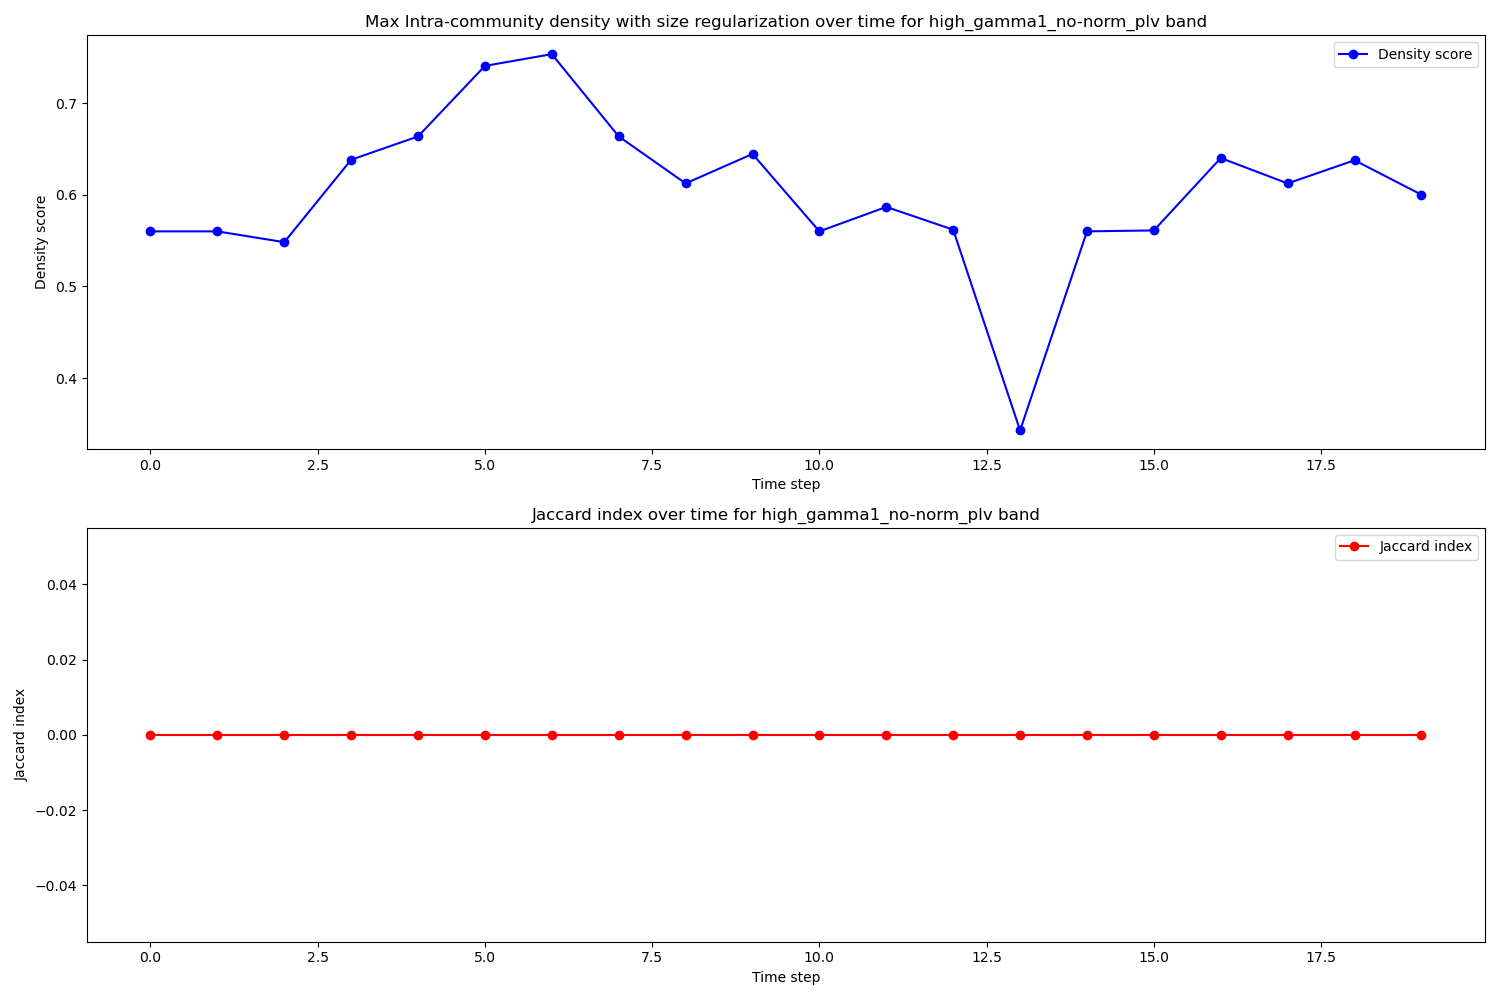 Max Intra-community density with size regularization over time for high_gamma1_no-norm_plv band
Density score
0.7
0.6
0.5
0.4
Density score
0.0 2.5 5.0 7.5 10.0 12.5 15.0 17.5
Time step
Jaccard index over time for high_gamma1_no-norm_plv band
Jaccard index
0.04
0.02
0.00
−0.02
−0.04
Jaccard index
0.0 2.5 5.0 7.5 10.0 12.5 15.0 17.5
Time step